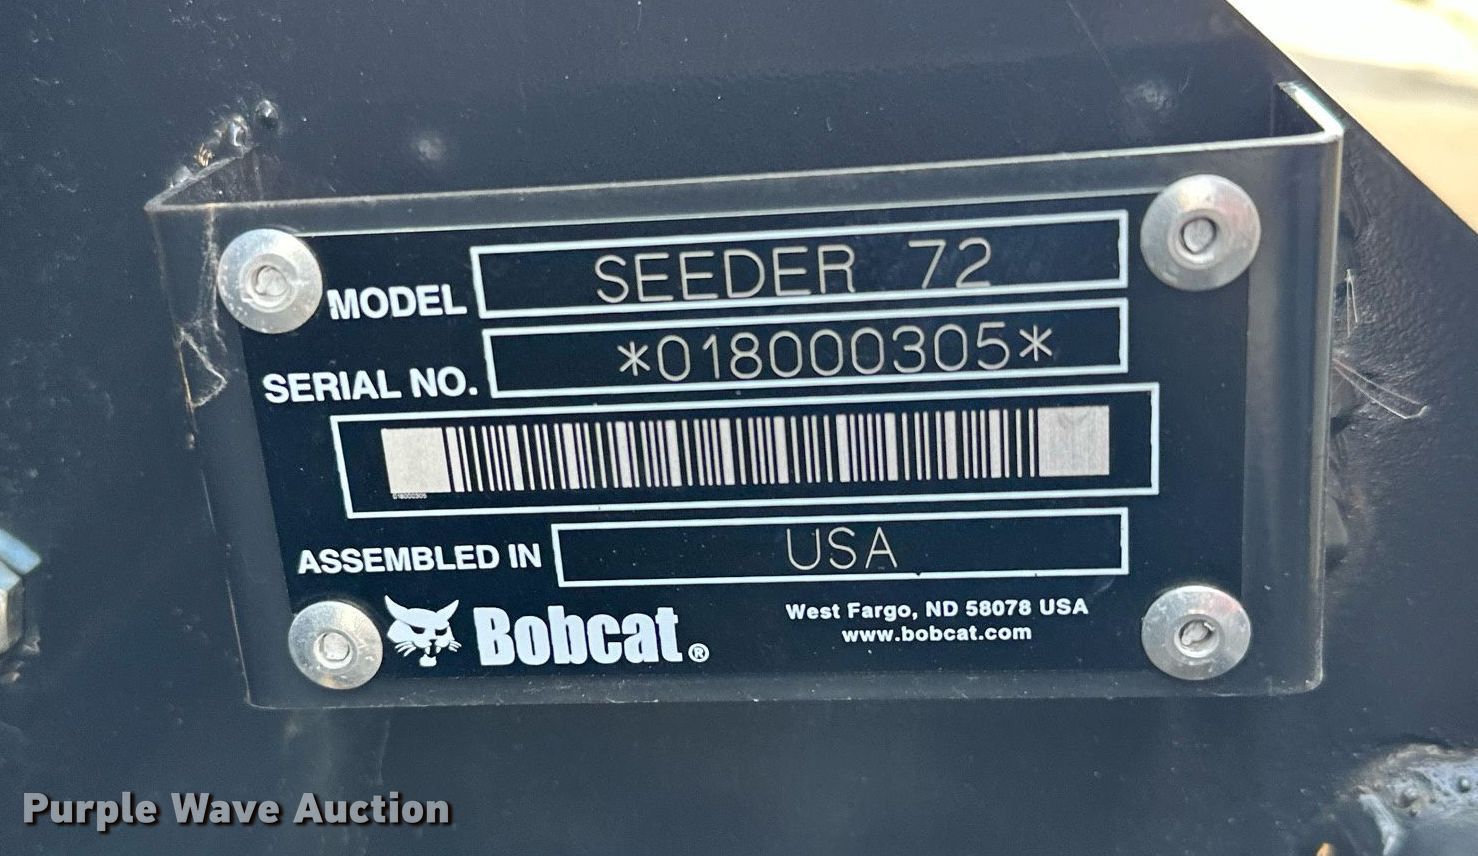 MODEL SEEDER 72
SERIAL NO. *018000305*
018000305
ASSEMBLED IN USA
Bobcat®
West Fargo, ND 58078 USA
www.bobcat.com
Purple Wave Auction